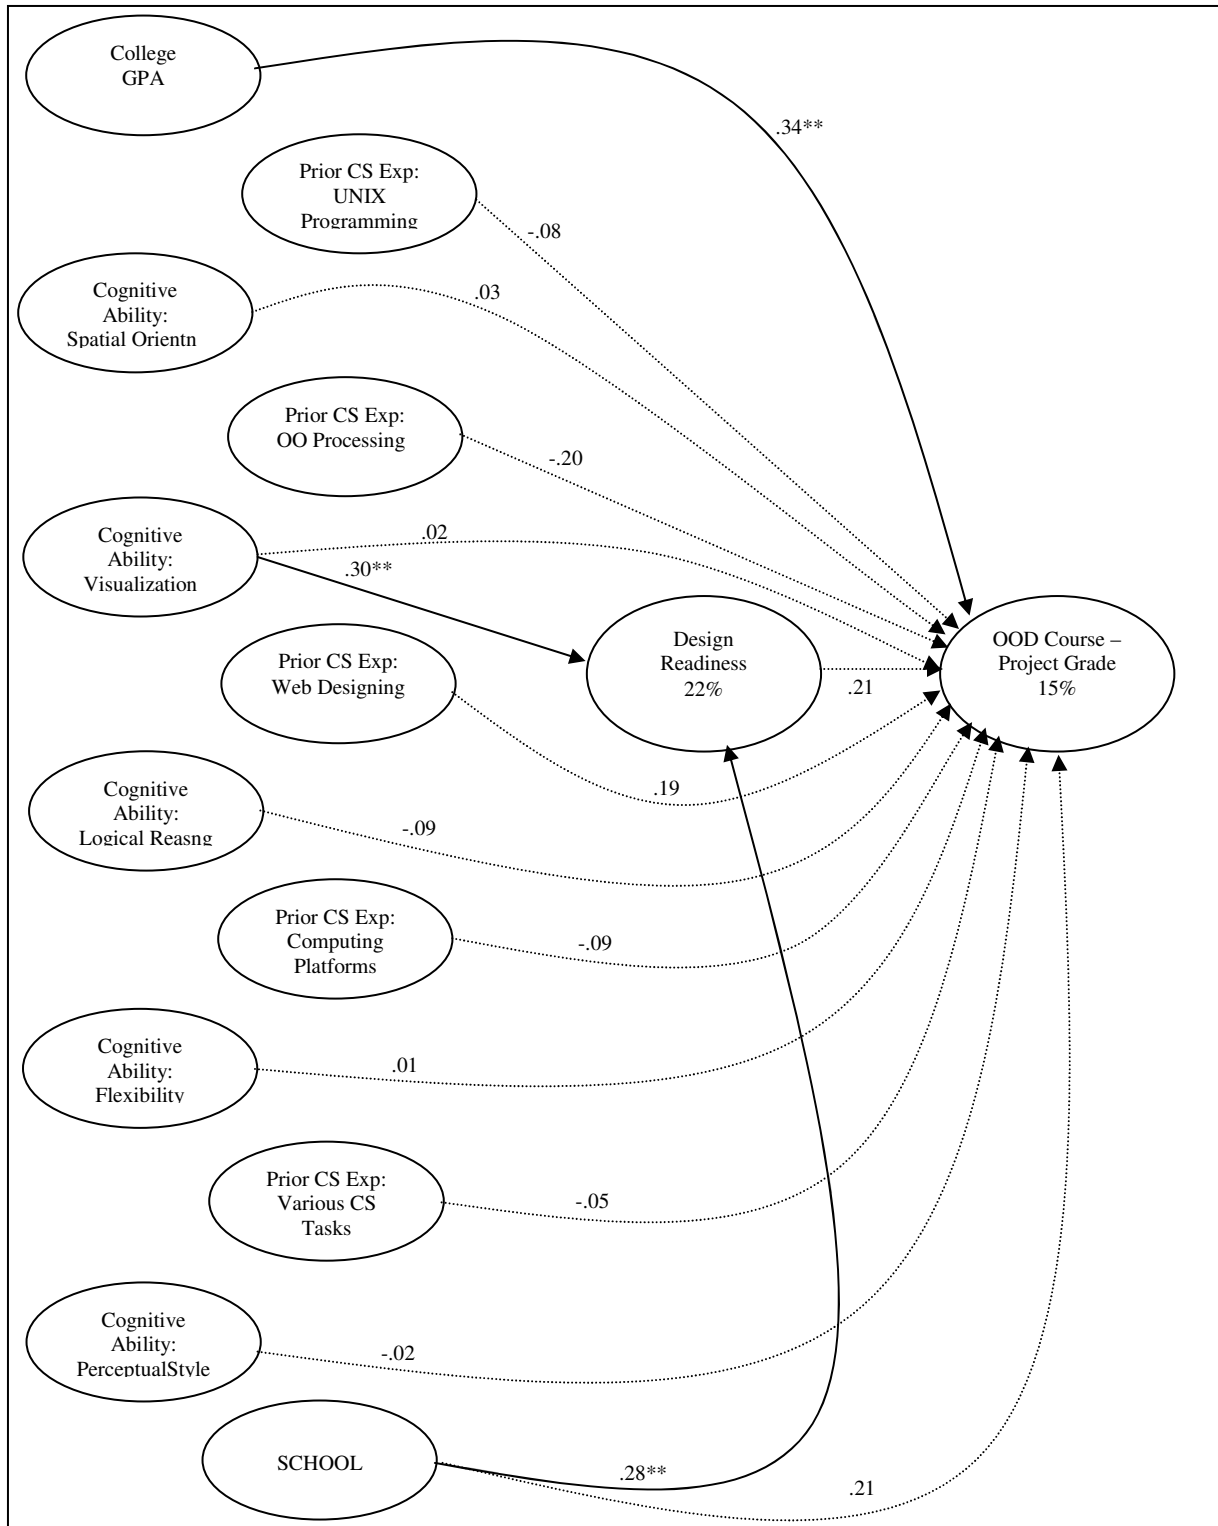 College
GPA
.34**
Prior CS Exp:
UNIX
Programming
-.08
Cognitive
Ability:
Spatial Orientn
.03
Prior CS Exp:
OO Processing
-.20
Cognitive
Ability:
Visualization
.02
.30**
Design
Readiness
22%
.21
OOD Course –
Project Grade
15%
Prior CS Exp:
Web Designing
.19
Cognitive
Ability:
Logical Reasng
-.09
Prior CS Exp:
Computing
Platforms
-.09
Cognitive
Ability:
Flexibility
.01
Prior CS Exp:
Various CS
Tasks
-.05
Cognitive
Ability:
PerceptualStyle
-.02
SCHOOL
.28**
.21